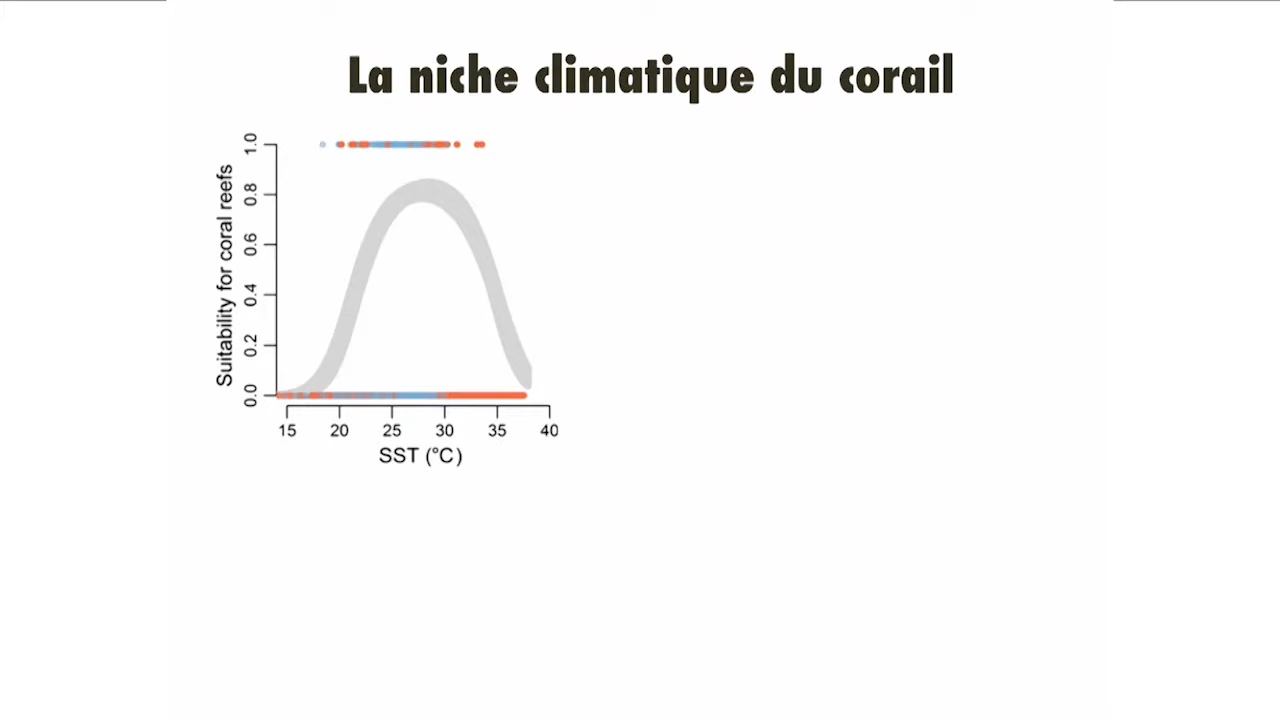 La niche climatique du corail
Suitability for coral reefs
1.0
0.8
0.6
0.4
0.2
0.0
15 20 25 30 35 40
SST (°C)